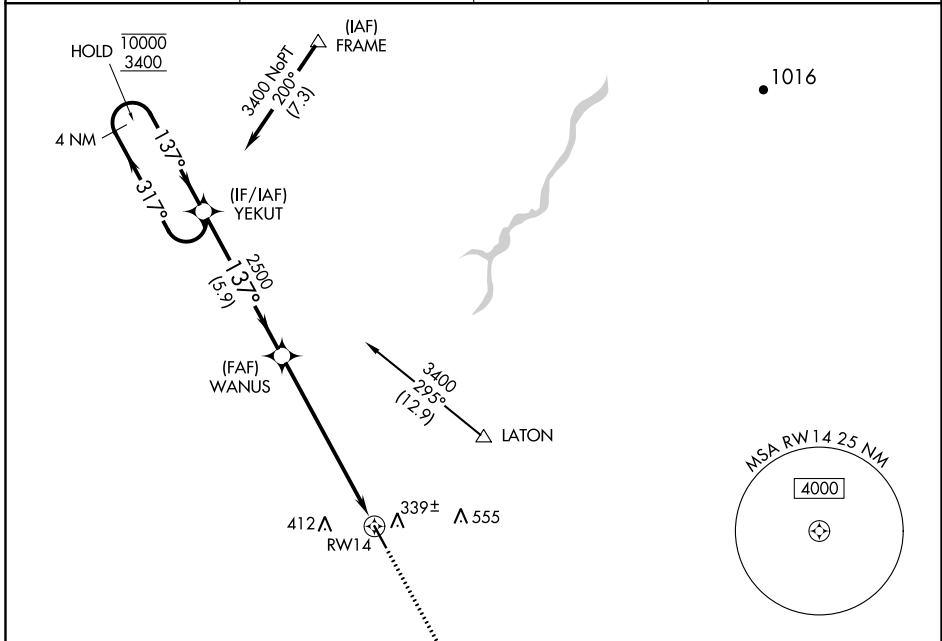 HOLD 10000
3400
4 NM
137°
317°
(IAF)
FRAME
3400 NoPT
200°
(7.3)
1016
(IF/IAF)
YEKUT
2500
137°
(5.9)
(FAF)
WANUS
3400
295°
(12.9)
LATON
412
339±
555
RW14
MSA RW14 25 NM
4000